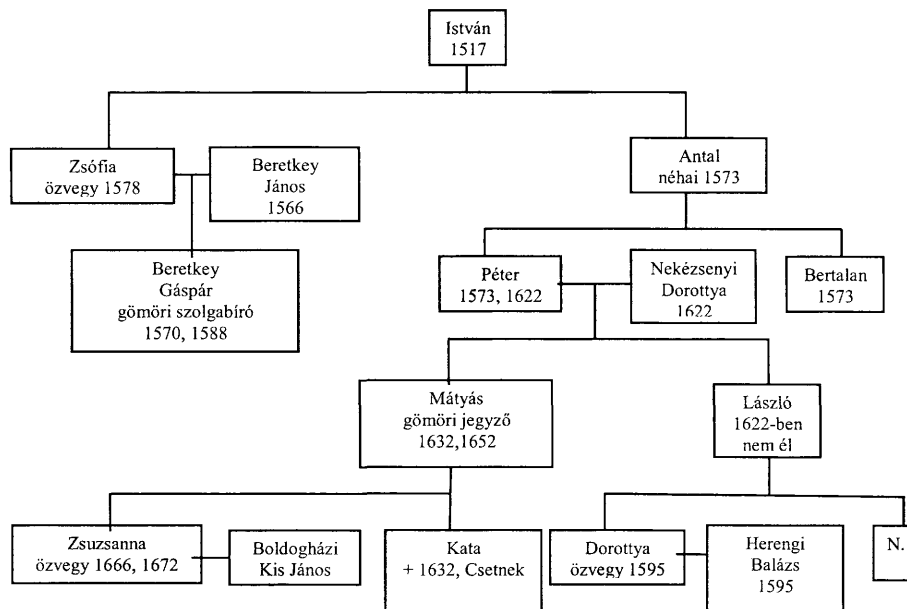 István
1517
Zsófia
özvegy 1578
Beretkey
János
1566
Antal
néhai 1573
Beretkey
Gáspár
gömöri szolgabíró
1570, 1588
Péter
1573, 1622
Nekézsenyi
Dorottya
1622
Bertalan
1573
Mátyás
gömöri jegyző
1632,1652
László
1622-ben
nem él
Zsuzsanna
özvegy 1666, 1672
Boldogházi
Kis János
Kata
+ 1632, Csetnek
Dorottya
özvegy 1595
Herengi
Balázs
1595
N.